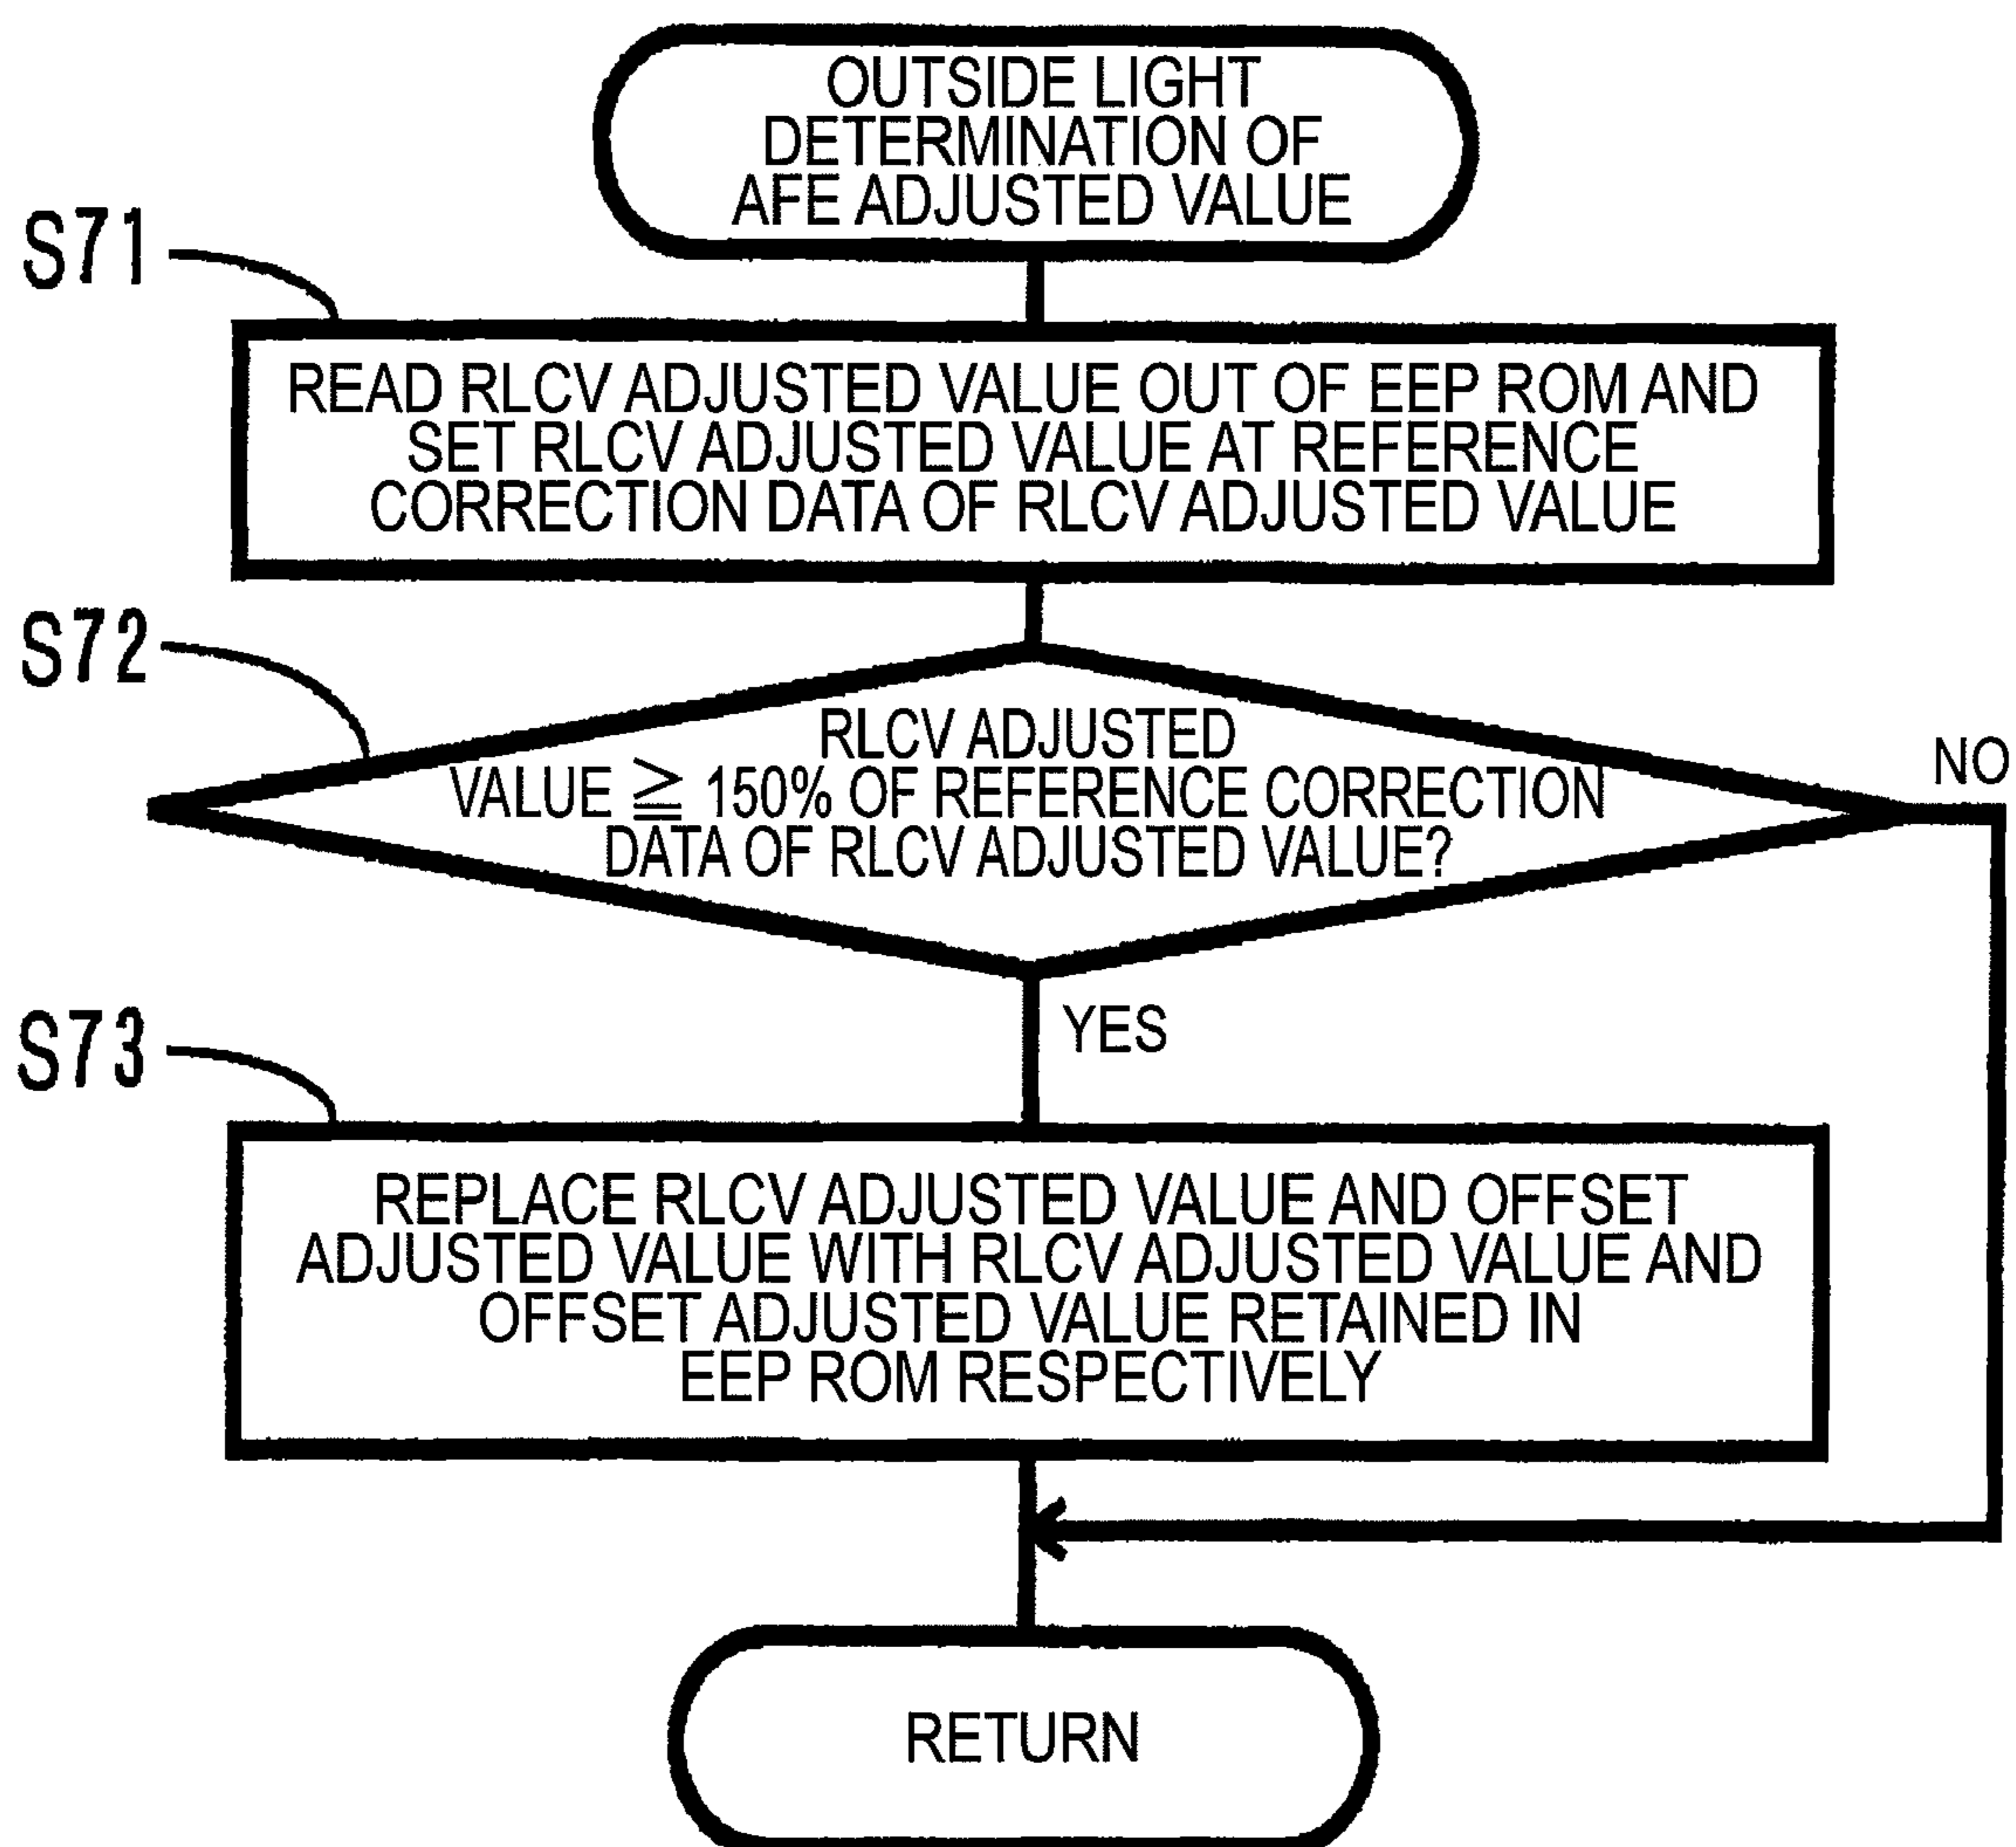 OUTSIDE LIGHT
DETERMINATION OF
AFE ADJUSTED VALUE
S71
READ RLCV ADJUSTED VALUE OUT OF EEP ROM AND
SET RLCV ADJUSTED VALUE AT REFERENCE
CORRECTION DATA OF RLCV ADJUSTED VALUE
S72
RLCV ADJUSTED
VALUE ≧ 150% OF REFERENCE CORRECTION
DATA OF RLCV ADJUSTED VALUE?
NO
YES
S73
REPLACE RLCV ADJUSTED VALUE AND OFFSET
ADJUSTED VALUE WITH RLCV ADJUSTED VALUE AND
OFFSET ADJUSTED VALUE RETAINED IN
EEP ROM RESPECTIVELY
RETURN